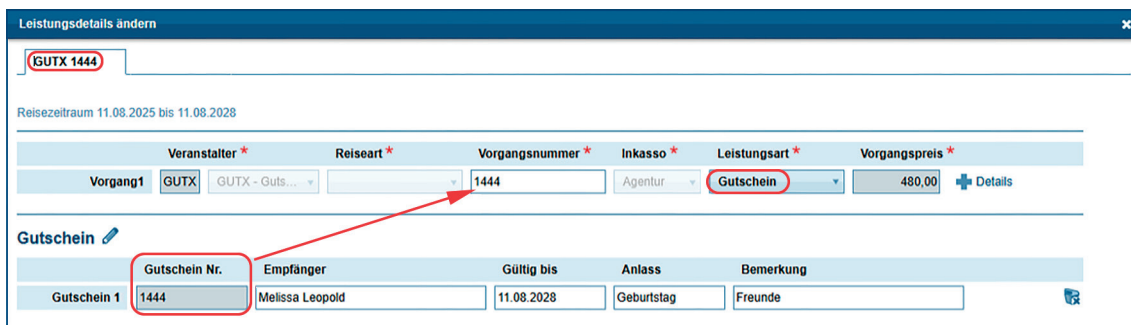 Leistungsdetails ändern
GUTX 1444
Reisezeitraum 11.08.2025 bis 11.08.2028
Veranstalter * Reiseart * Vorgangsnummer * Inkasso * Leistungsart * Vorgangspreis *
Vorgang1 GUTX GUTX - Guts... 1444 Agentur Gutschein 480,00 Details
Gutschein
Gutschein Nr. Empfänger Gültig bis Anlass Bemerkung
Gutschein 1 1444 Melissa Leopold 11.08.2028 Geburtstag Freunde